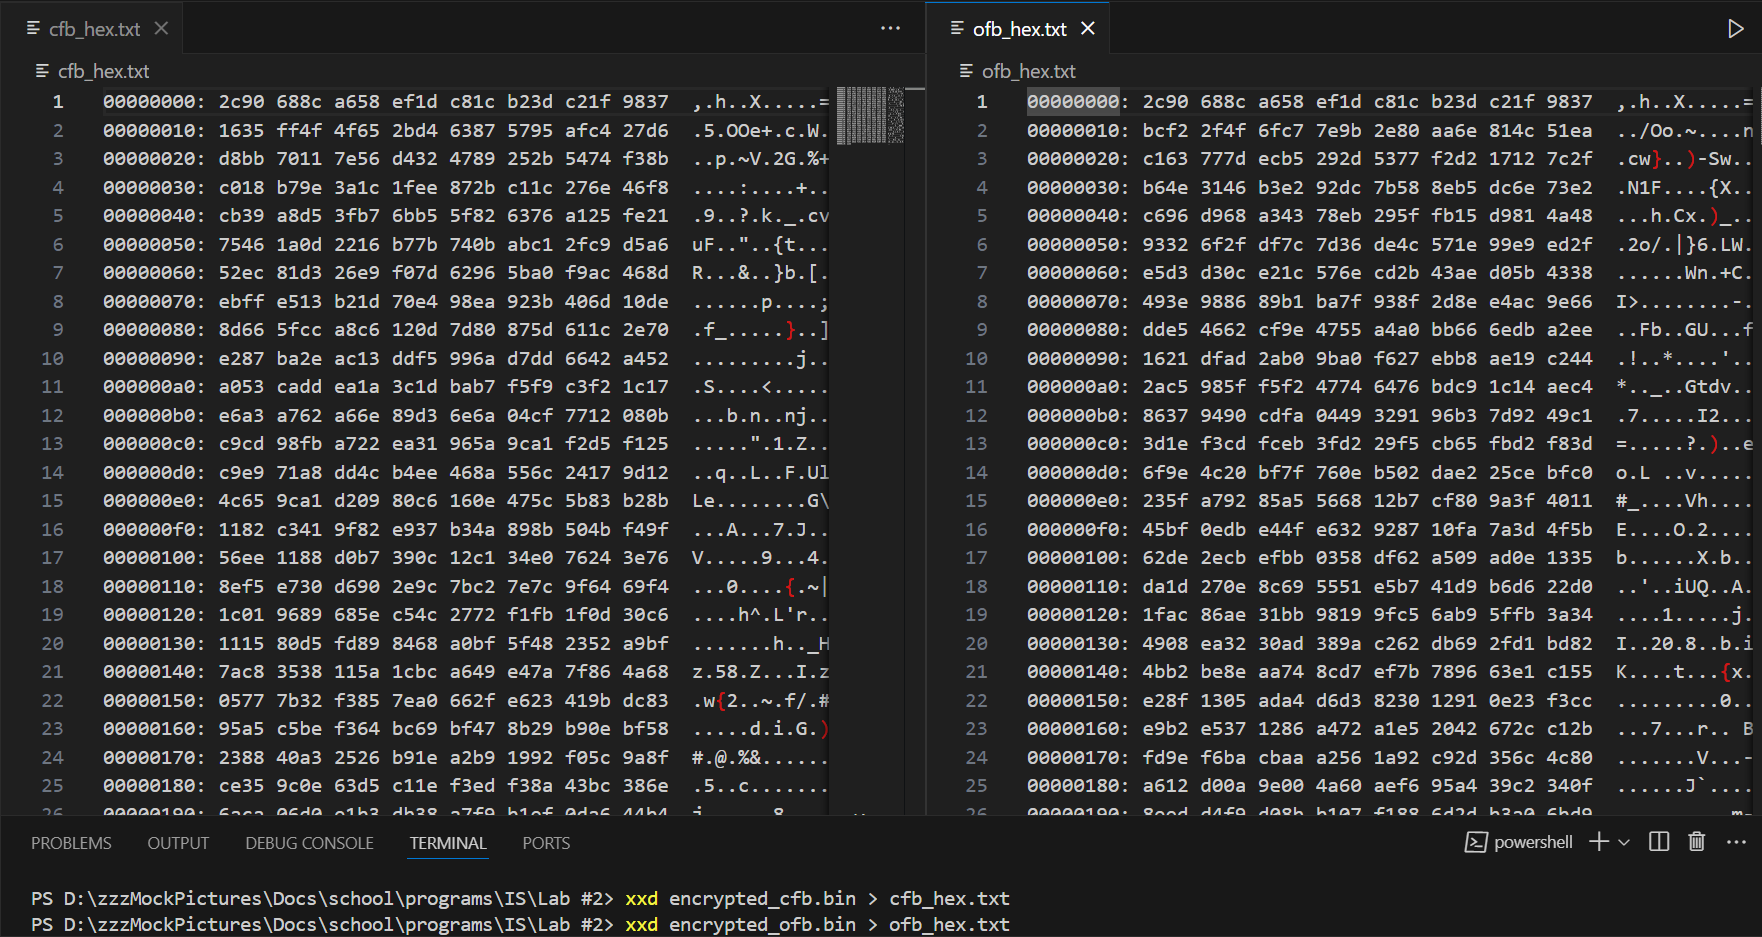 cfb_hex.txt
cfb_hex.txt
1 00000000: 2c90 688c a658 ef1d c81c b23d c21f 9837 ,.h..X.....=
2 00000010: 1635 ff4f 4f65 2bd4 6387 5795 afc4 27d6 .5.OOe+.c.W.
3 00000020: d8bb 7011 7e56 d432 4789 252b 5474 f38b ..p.~V.2G.%+
4 00000030: c018 b79e 3a1c 1fee 872b c11c 276e 46f8 ....:....+..
5 00000040: cb39 a8d5 3fb7 6bb5 5f82 6376 a125 fe21 .9..?.k._.cv
6 00000050: 7546 1a0d 2216 b77b 740b abc1 2fc9 d5a6 uF.."..{t...
7 00000060: 52ec 81d3 26e9 f07d 6296 5ba0 f9ac 468d R...&..}b.[.
8 00000070: ebff e513 b21d 70e4 98ea 923b 406d 10de ......p....;
9 00000080: 8d66 5fcc a8c6 120d 7d80 875d 611c 2e70 .f_.....}..]
10 00000090: e287 ba2e ac13 ddf5 996a d7dd 6642 a452 .........j..
11 000000a0: a053 cadd ea1a 3c1d bab7 f5f9 c3f2 1c17 .S....<.....
12 000000b0: e6a3 a762 a66e 89d3 6e6a 04cf 7712 080b ...b.n..nj..
13 000000c0: c9cd 98fb a722 ea31 965a 9ca1 f2d5 f125 .....".1.Z..
14 000000d0: c9e9 71a8 dd4c b4ee 468a 556c 2417 9d12 ..q..L..F.Ul
15 000000e0: 4c65 9ca1 d209 80c6 160e 475c 5b83 b28b Le........G\
16 000000f0: 1182 c341 9f82 e937 b34a 898b 504b f49f ...A...7.J..
17 00000100: 56ee 1188 d0b7 390c 12c1 34e0 7624 3e76 V.....9...4.
18 00000110: 8ef5 e730 d690 2e9c 7bc2 7e7c 9f64 69f4 ...0....{.~|
19 00000120: 1c01 9689 685e c54c 2772 f1fb 1f0d 30c6 ....h^.L'r..
20 00000130: 1115 80d5 fd89 8468 a0bf 5f48 2352 a9bf .......h.._H
21 00000140: 7ac8 3538 115a 1cbc a649 e47a 7f86 4a68 z.58.Z...I.z
22 00000150: 0577 7b32 f385 7ea0 662f e623 419b dc83 .w{2..~.f/.#
23 00000160: 95a5 c5be f364 bc69 bf47 8b29 b90e bf58 .....d.i.G.)
24 00000170: 2388 40a3 2526 b91e a2b9 1992 f05c 9a8f #.@.%&......
25 00000180: ce35 9c0e 63d5 c11e f3ed f38a 43bc 386e .5..c.......
ofb_hex.txt
ofb_hex.txt
1 00000000: 2c90 688c a658 ef1d c81c b23d c21f 9837 ,.h..X.....=
2 00000010: bcf2 2f4f 6fc7 7e9b 2e80 aa6e 814c 51ea ../Oo.~....n
3 00000020: c163 777d ecb5 292d 5377 f2d2 1712 7c2f .cw}..)-Sw..
4 00000030: b64e 3146 b3e2 92dc 7b58 8eb5 dc6e 73e2 .N1F....{X..
5 00000040: c696 d968 a343 78eb 295f fb15 d981 4a48 ...h.Cx.)_..
6 00000050: 9332 6f2f df7c 7d36 de4c 571e 99e9 ed2f .2o/.|}6.LW.
7 00000060: e5d3 d30c e21c 576e cd2b 43ae d05b 4338 ......Wn.+C.
8 00000070: 493e 9886 89b1 ba7f 938f 2d8e e4ac 9e66 I>........-.
9 00000080: dde5 4662 cf9e 4755 a4a0 bb66 6edb a2ee ..Fb..GU...f
10 00000090: 1621 dfad 2ab0 9ba0 f627 ebb8 ae19 c244 .!..*....'..
11 000000a0: 2ac5 985f f5f2 4774 6476 bdc9 1c14 aec4 *.._..Gtdv..
12 000000b0: 8637 9490 cdfa 0449 3291 96b3 7d92 49c1 .7.....I2...
13 000000c0: 3d1e f3cd fceb 3fd2 29f5 cb65 fbd2 f83d =.....?.)..e
14 000000d0: 6f9e 4c20 bf7f 760e b502 dae2 25ce bfc0 o.L ..v.....
15 000000e0: 235f a792 85a5 5668 12b7 cf80 9a3f 4011 #_....Vh....
16 000000f0: 45bf 0edb e44f e632 9287 10fa 7a3d 4f5b E....O.2....
17 00000100: 62de 2ecb efbb 0358 df62 a509 ad0e 1335 b......X.b..
18 00000110: da1d 270e 8c69 5551 e5b7 41d9 b6d6 22d0 ..'..iUQ..A.
19 00000120: 1fac 86ae 31bb 9819 9fc5 6ab9 5ffb 3a34 ....1.....j.
20 00000130: 4908 ea32 30ad 389a c262 db69 2fd1 bd82 I..20.8..b.i
21 00000140: 4bb2 be8e aa74 8cd7 ef7b 7896 63e1 c155 K....t...{x.
22 00000150: e28f 1305 ada4 d6d3 8230 1291 0e23 f3cc .........0..
23 00000160: e9b2 e537 1286 a472 a1e5 2042 672c c12b ...7...r.. B
24 00000170: fd9e f6ba cbaa a256 1a92 c92d 356c 4c80 .......V...-
25 00000180: a612 d00a 9e00 4a60 aef6 95a4 39c2 340f ......J`....
PROBLEMS OUTPUT DEBUG CONSOLE TERMINAL PORTS powershell
PS D:\zzzMockPictures\Docs\school\programs\IS\Lab #2> xxd encrypted_cfb.bin > cfb_hex.txt
PS D:\zzzMockPictures\Docs\school\programs\IS\Lab #2> xxd encrypted_ofb.bin > ofb_hex.txt